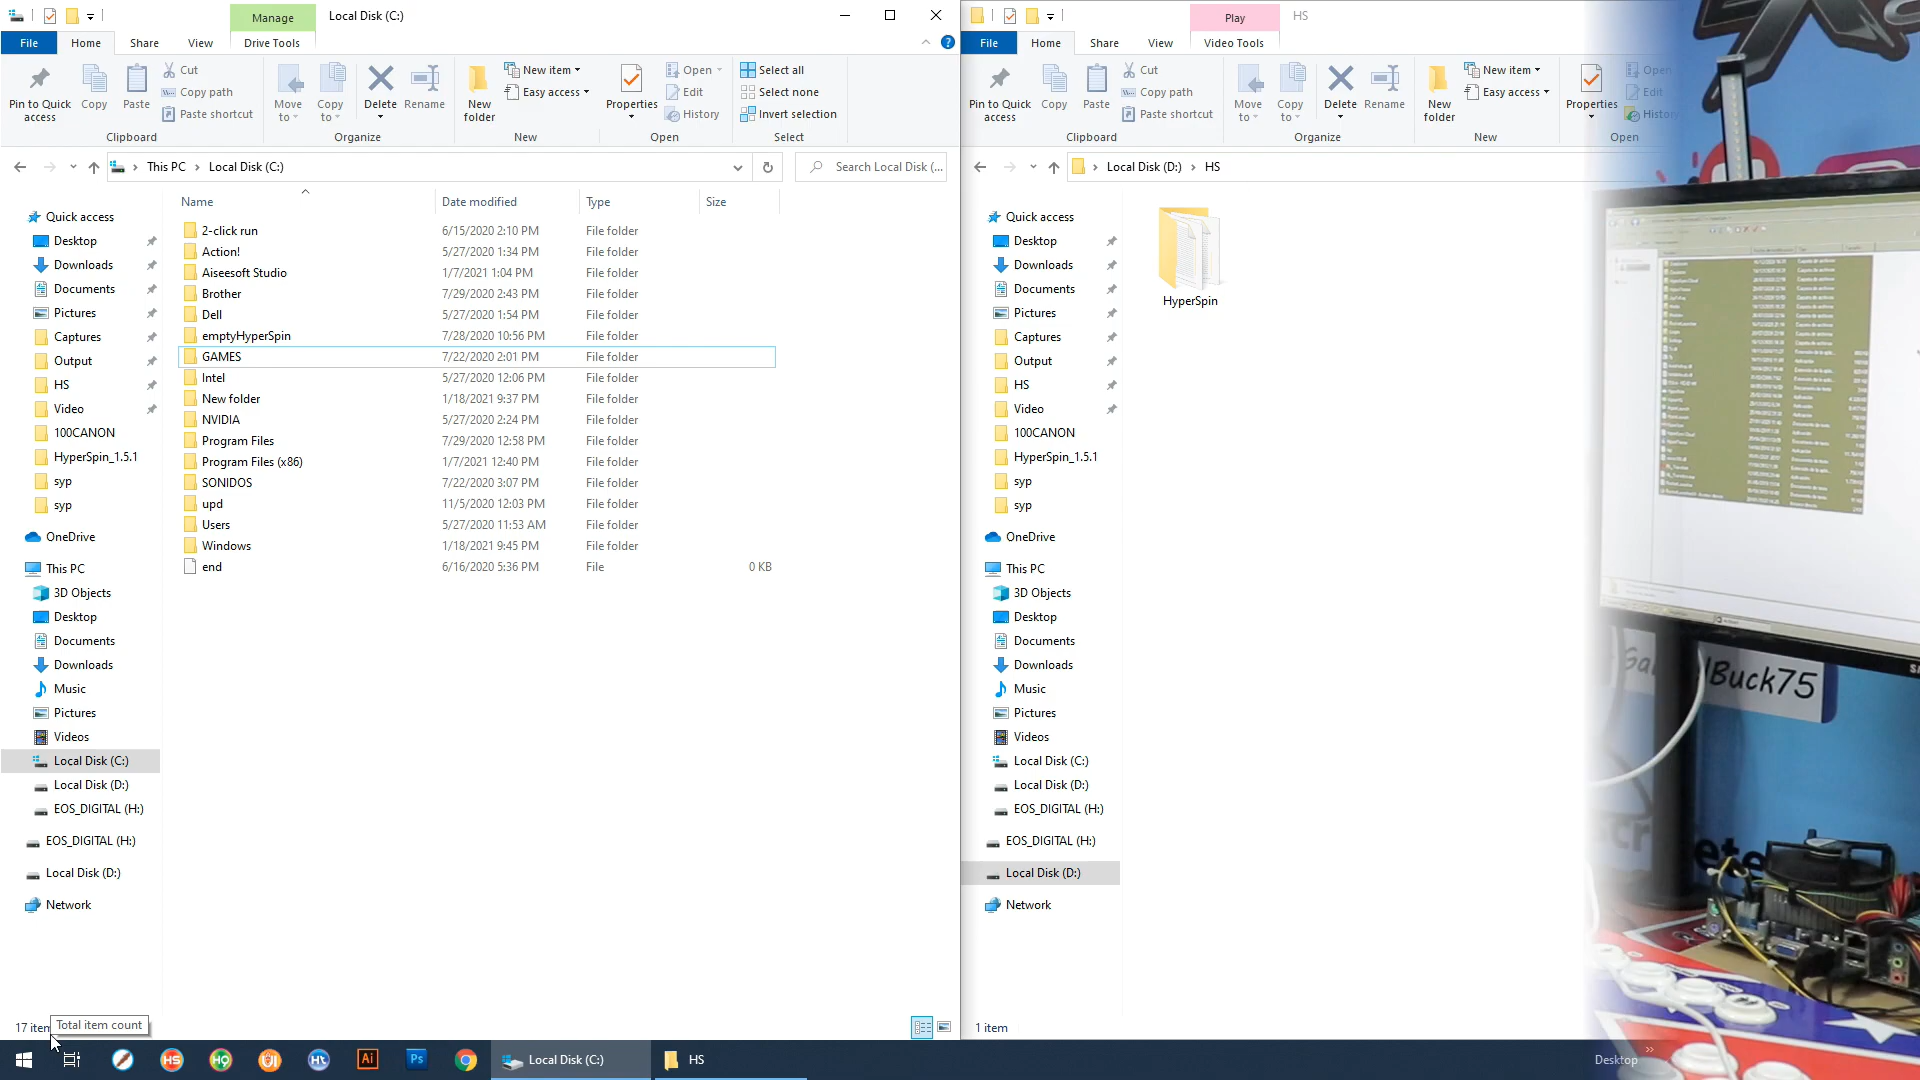 Manage
Local Disk (C:)
File
Home
Share
View
Drive Tools
Pin to Quick access
Copy
Paste
Cut
Copy path
Paste shortcut
Clipboard
Move to
Copy to
Delete
Rename
Organize
New folder
New item
Easy access
New
Properties
Open
Edit
History
Open
Select all
Select none
Invert selection
Select
This PC > Local Disk (C:)
Search Local Disk (...
Name
Date modified
Type
Size
2-click run 6/15/2020 2:10 PM File folder
Action! 5/27/2020 1:34 PM File folder
Aiseesoft Studio 1/7/2021 1:04 PM File folder
Brother 7/29/2020 2:43 PM File folder
Dell 5/27/2020 1:54 PM File folder
emptyHyperSpin 7/28/2020 10:56 PM File folder
GAMES 7/22/2020 2:01 PM File folder
Intel 5/27/2020 12:06 PM File folder
New folder 1/18/2021 9:37 PM File folder
NVIDIA 5/27/2020 2:24 PM File folder
Program Files 7/29/2020 12:58 PM File folder
Program Files (x86) 1/7/2021 12:40 PM File folder
SONIDOS 7/22/2020 3:07 PM File folder
upd 11/5/2020 12:03 PM File folder
Users 5/27/2020 11:53 AM File folder
Windows 1/18/2021 9:45 PM File folder
end 6/16/2020 5:36 PM File 0 KB
Quick access
Desktop
Downloads
Documents
Pictures
Captures
Output
HS
Video
100CANON
HyperSpin_1.5.1
syp
syp
OneDrive
This PC
3D Objects
Desktop
Documents
Downloads
Music
Pictures
Videos
Local Disk (C:)
Local Disk (D:)
EOS_DIGITAL (H:)
EOS_DIGITAL (H:)
Local Disk (D:)
Network
17 item
Total item count
Play
HS
File
Home
Share
View
Video Tools
Pin to Quick access
Copy
Paste
Cut
Copy path
Paste shortcut
Clipboard
Move to
Copy to
Delete
Rename
Organize
New folder
New item
Easy access
New
Properties
Open
Edit
History
Open
Local Disk (D:) > HS
Quick access
Desktop
Downloads
Documents
Pictures
Captures
Output
HS
Video
100CANON
HyperSpin_1.5.1
syp
syp
OneDrive
This PC
3D Objects
Desktop
Documents
Downloads
Music
Pictures
Videos
Local Disk (C:)
Local Disk (D:)
EOS_DIGITAL (H:)
EOS_DIGITAL (H:)
Local Disk (D:)
Network
HyperSpin
1 item
lBuck75
HS
HQ
Ht
Ai
Ps
Local Disk (C:)
HS
Desktop